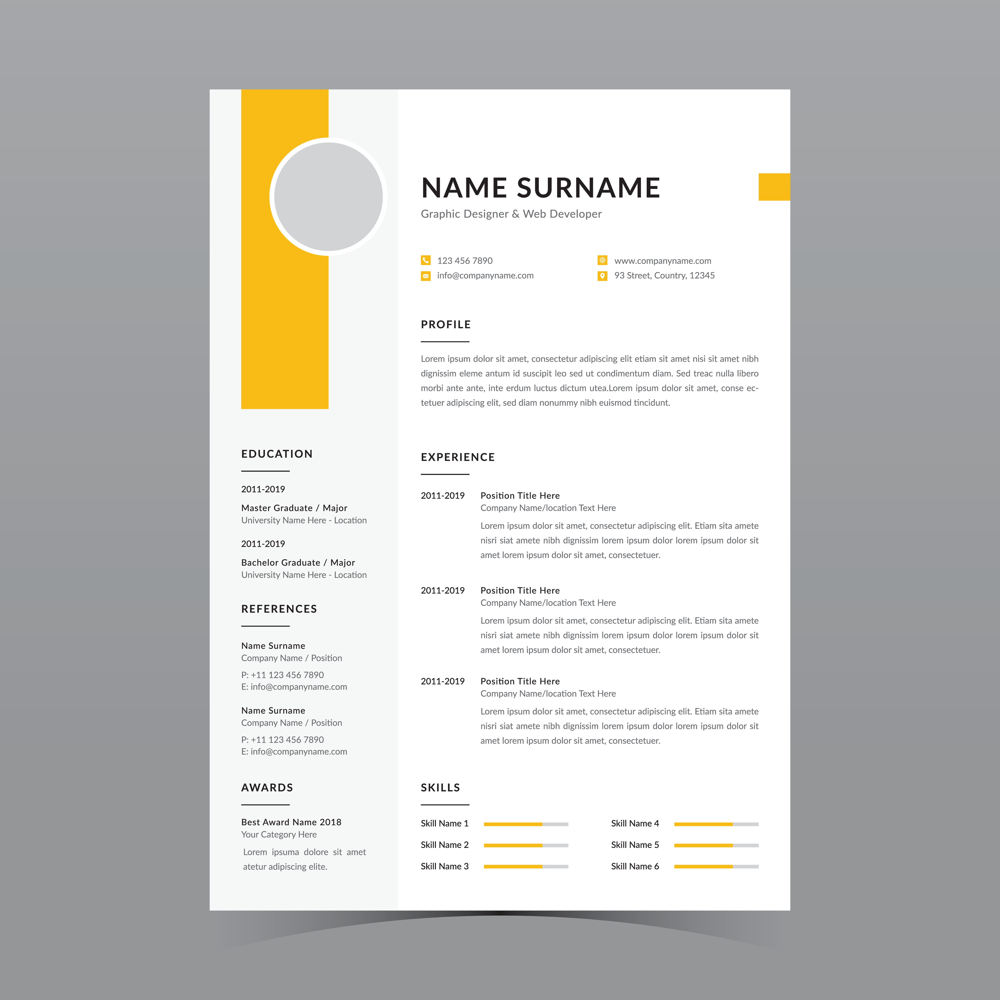 NAME SURNAME
Graphic Designer & Web Developer
123 456 7890
info@companyname.com
www.companyname.com
93 Street, Country, 12345
PROFILE
Lorem ipsum dolor sit amet, consectetur adipiscing elit etiam sit amet nisi sit amet nibh
dignissim eleme antum id suscipit leo sed ut condimentum diam. Sed treac nulla libero
morbi ante ante, inte erdum luctus dictum utea.Lorem ipsum dolor sit amet, conse ec-
tetuer adipiscing elit, sed diam nonummy nibh euismod tincidunt.
EDUCATION
2011-2019
Master Graduate / Major
University Name Here - Location
2011-2019
Bachelor Graduate / Major
University Name Here - Location
REFERENCES
Name Surname
Company Name / Position
P: +11 123 456 7890
E: info@companyname.com
Name Surname
Company Name / Position
P: +11 123 456 7890
E: info@companyname.com
AWARDS
Best Award Name 2018
Your Category Here
Lorem ipsuma dolore sit amet
atetur adipiscing elite.
EXPERIENCE
2011-2019 Position Title Here
Company Name/location Text Here
Lorem ipsum dolor sit amet, consectetur adipiscing elit. Etiam sita amete
nisri siat amete nibh dignissim lorem ipsum dolor lorem ipsum dolor sit
amet lorem ipsum dolor sit amet, consectetuer.
2011-2019 Position Title Here
Company Name/location Text Here
Lorem ipsum dolor sit amet, consectetur adipiscing elit. Etiam sita amete
nisri siat amete nibh dignissim lorem ipsum dolor lorem ipsum dolor sit
amet lorem ipsum dolor sit amet, consectetuer.
2011-2019 Position Title Here
Company Name/location Text Here
Lorem ipsum dolor sit amet, consectetur adipiscing elit. Etiam sita amete
nisri siat amete nibh dignissim lorem ipsum dolor lorem ipsum dolor sit
amet lorem ipsum dolor sit amet, consectetuer.
SKILLS
Skill Name 1
Skill Name 2
Skill Name 3
Skill Name 4
Skill Name 5
Skill Name 6